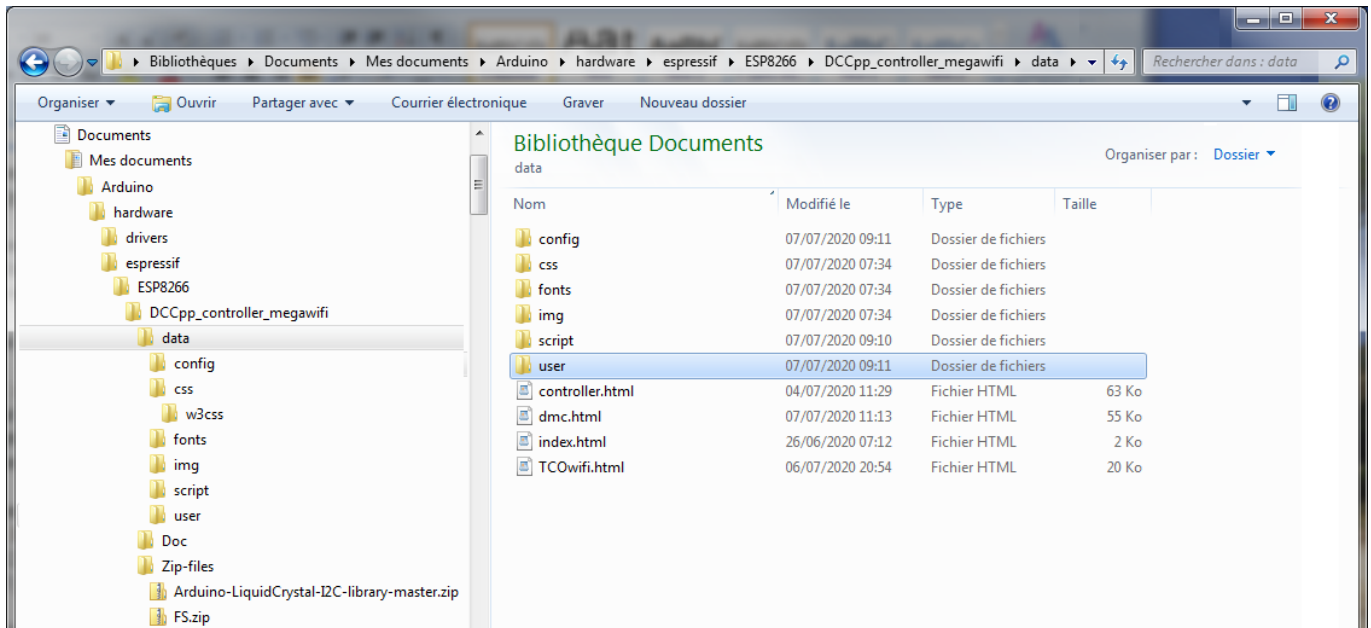 Bibliothèques Documents Mes documents Arduino hardware espressif ESP8266 DCCpp_controller_megawifi data
Rechercher dans : data
Organiser Ouvrir Partager avec Courrier électronique Graver Nouveau dossier
Documents
Mes documents
Arduino
hardware
drivers
espressif
ESP8266
DCCpp_controller_megawifi
data
config
css
w3css
fonts
img
script
user
Doc
Zip-files
Arduino-LiquidCrystal-I2C-library-master.zip
FS.zip
Bibliothèque Documents
data
Organiser par : Dossier
Nom Modifié le Type Taille
config 07/07/2020 09:11 Dossier de fichiers
css 07/07/2020 07:34 Dossier de fichiers
fonts 07/07/2020 07:34 Dossier de fichiers
img 07/07/2020 07:34 Dossier de fichiers
script 07/07/2020 09:10 Dossier de fichiers
user 07/07/2020 09:11 Dossier de fichiers
controller.html 04/07/2020 11:29 Fichier HTML 63 Ko
dmc.html 07/07/2020 11:13 Fichier HTML 55 Ko
index.html 26/06/2020 07:12 Fichier HTML 2 Ko
TCOwifi.html 06/07/2020 20:54 Fichier HTML 20 Ko